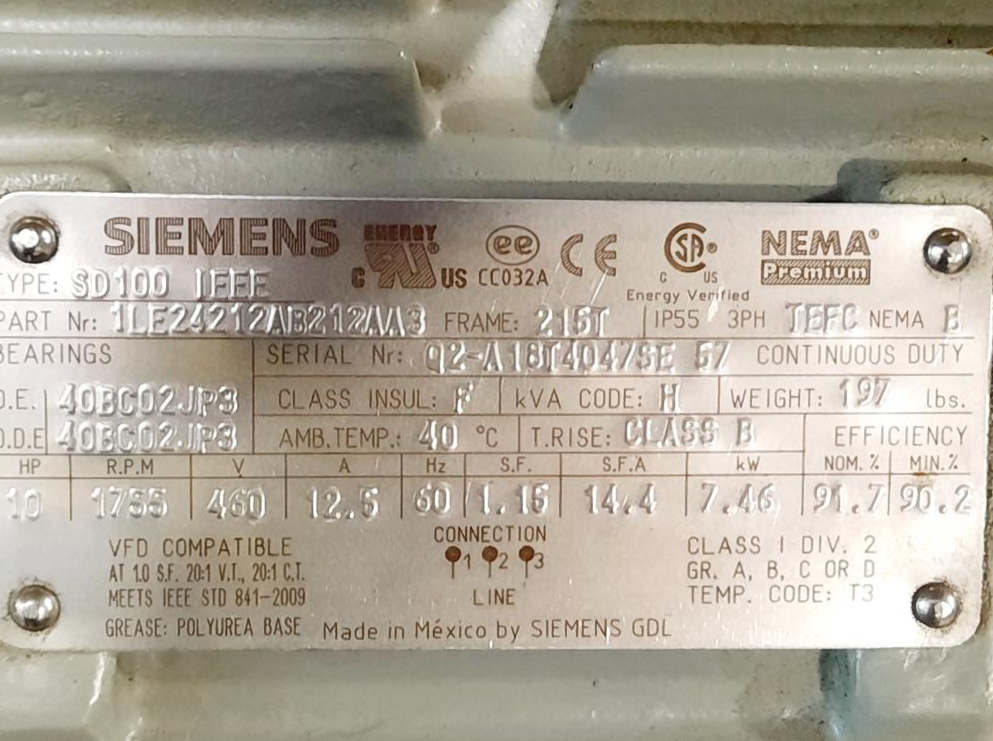 SIEMENS ENERGY UL® ee CE SA® NEMA®
C US CC032A C US Premium
TYPE: SD100 IEEE Energy Verified
PART Nr: 1LE24212AB212AA3 FRAME: 215T IP55 3PH TEFC NEMA B
BEARINGS SERIAL Nr: Q2-A18T4047SE 57 CONTINUOUS DUTY
D.E. 40BC02JP3 CLASS INSUL: F kVA CODE: H WEIGHT: 197 lbs.
O.D.E 40BC02JP3 AMB.TEMP.: 40 °C T.RISE: CLASS B EFFICIENCY
HP R.P.M V A Hz S.F. S.F.A kW NOM. % MIN.%
10 1755 460 12.5 60 1.15 14.4 7.46 91.7 90.2
VFD COMPATIBLE
AT 1.0 S.F. 20:1 V.T., 20:1 C.T.
MEETS IEEE STD 841-2009
GREASE: POLYUREA BASE
CONNECTION
1 2 3
LINE
CLASS I DIV. 2
GR. A, B, C OR D
TEMP. CODE: T3
Made in México by SIEMENS GDL